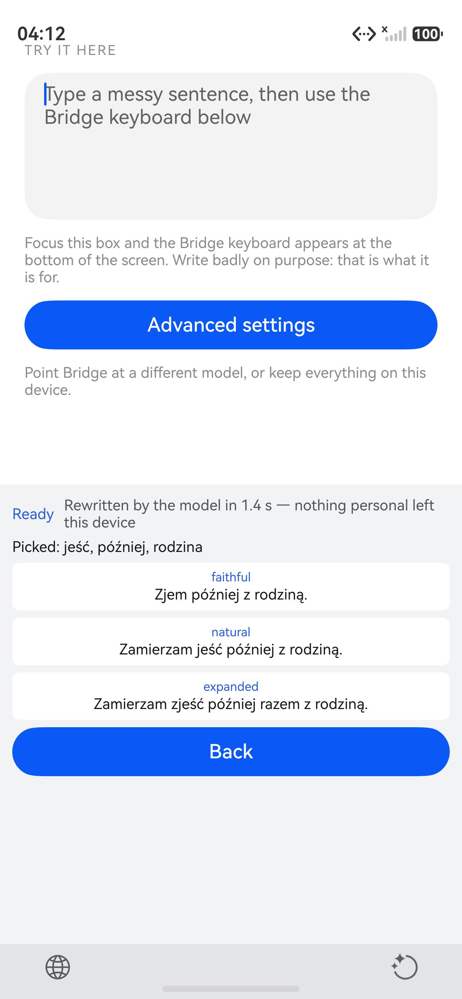 04:12
100
TRY IT HERE
Type a messy sentence, then use the
Bridge keyboard below
Focus this box and the Bridge keyboard appears at the
bottom of the screen. Write badly on purpose: that is what it
is for.
Advanced settings
Point Bridge at a different model, or keep everything on this
device.
Ready
Rewritten by the model in 1.4 s — nothing personal left
this device
Picked: jeść, później, rodzina
faithful
Zjem później z rodziną.
natural
Zamierzam jeść później z rodziną.
expanded
Zamierzam zjeść później razem z rodziną.
Back